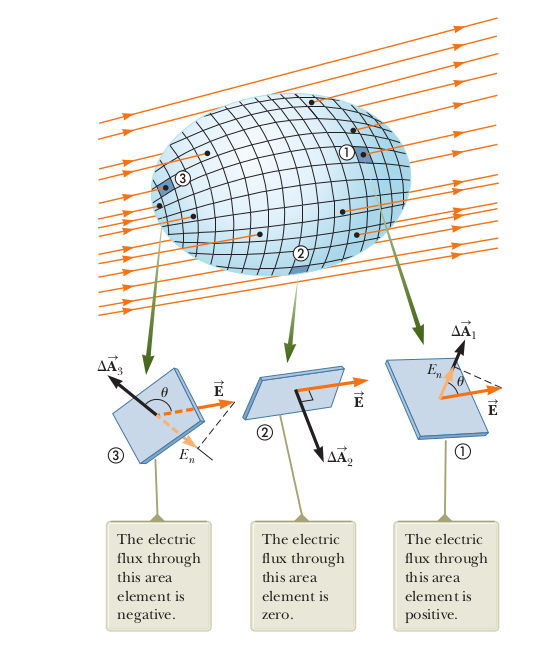 ①
③
②
ΔA⃗₁
ΔA⃗₃
Eₙ
θ
θ
E⃗
E⃗
E⃗
②
ΔA⃗₂
③
Eₙ
①
The electric
flux through
this area
element is
negative.
The electric
flux through
this area
element is
zero.
The electric
flux through
this area
element is
positive.